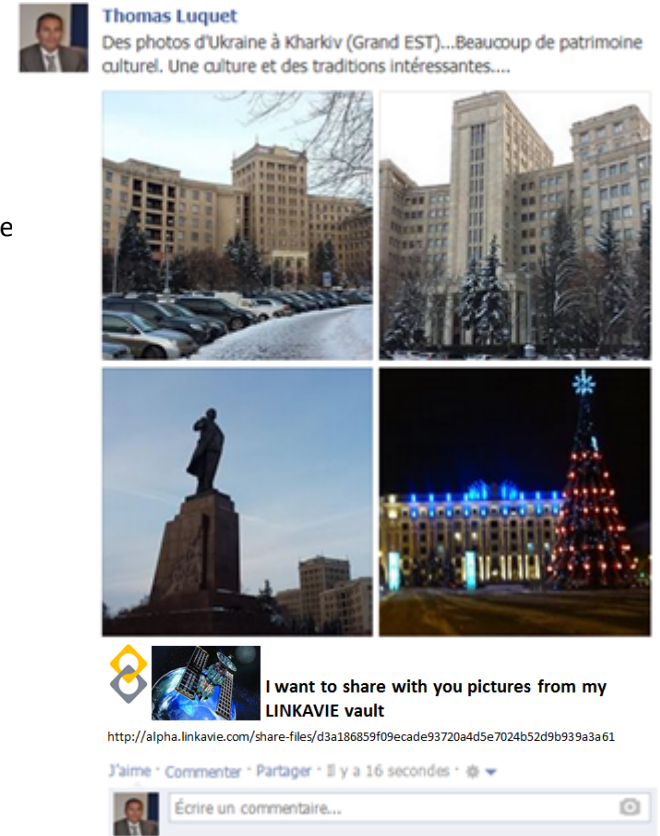 Thomas Luquet
Des photos d'Ukraine à Kharkiv (Grand EST)...Beaucoup de patrimoine
culturel. Une culture et des traditions intéressantes....
e
I want to share with you pictures from my
LINKAVIE vault
http://alpha.linkavie.com/share-files/d3a186859f09ecade93720a4d5e7024b52d9b939a3a61
J'aime · Commenter · Partager · Il y a 16 secondes ·
Écrire un commentaire...